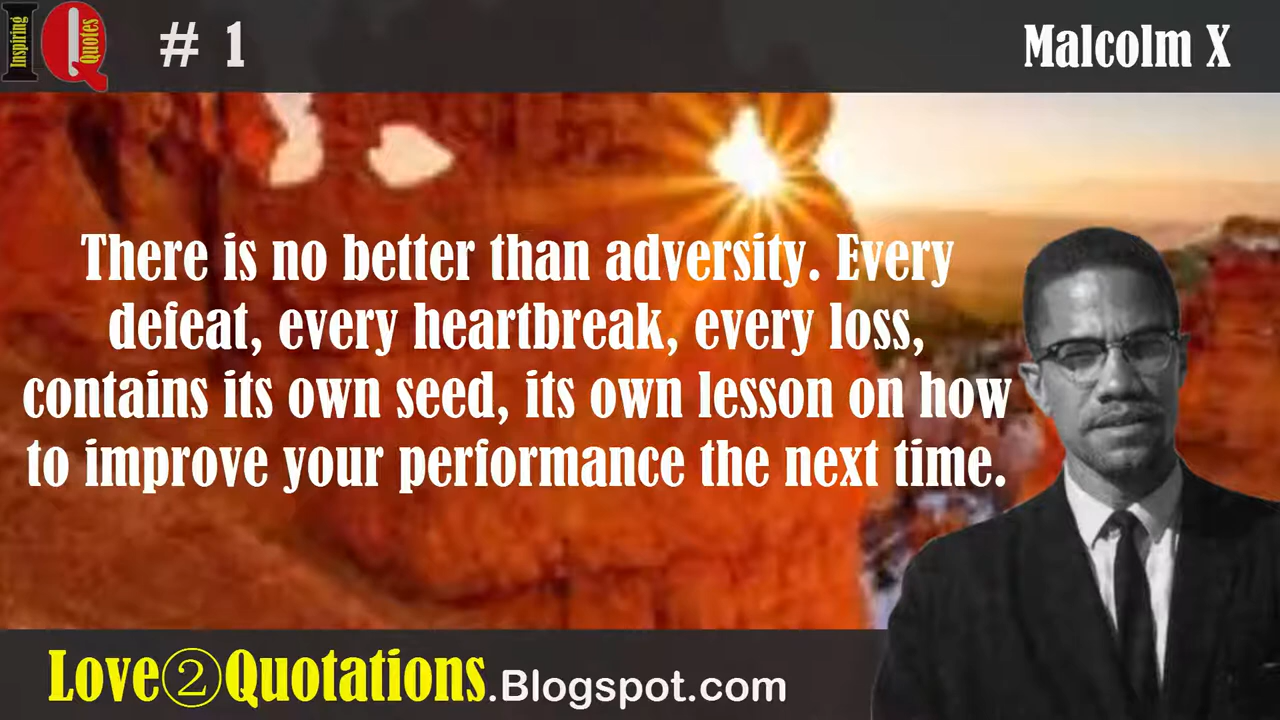 Inspiring
Quotes
# 1
Malcolm X
There is no better than adversity. Every
defeat, every heartbreak, every loss,
contains its own seed, its own lesson on how
to improve your performance the next time.
Love②Quotations.Blogspot.com